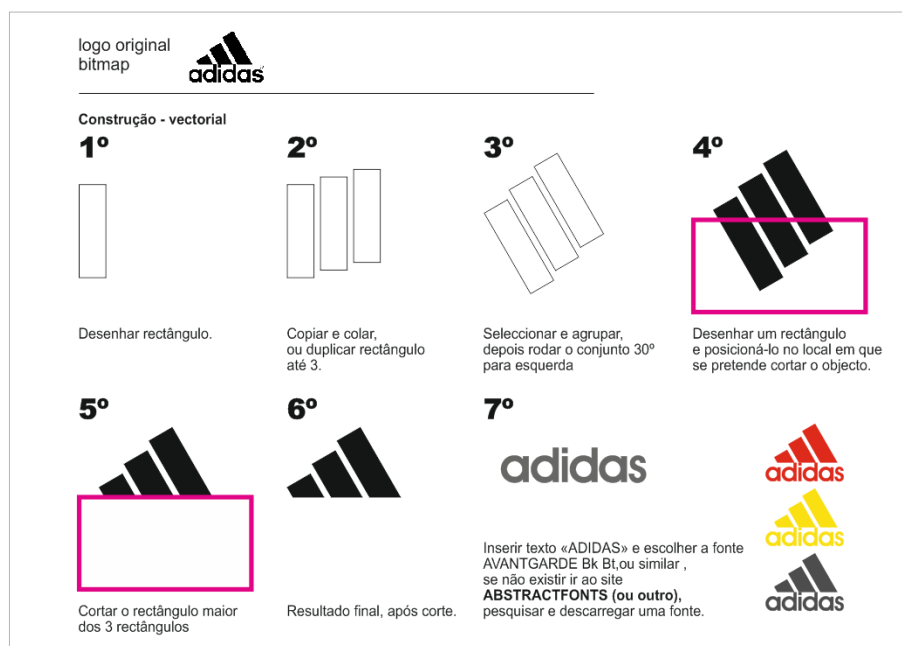 logo original
bitmap
adidas
Construção - vectorial
1º
2º
3º
4º
Desenhar rectângulo.
Copiar e colar,
ou duplicar rectângulo
até 3.
Seleccionar e agrupar,
depois rodar o conjunto 30º
para esquerda
Desenhar um rectângulo
e posicioná-lo no local em que
se pretende cortar o objecto.
5º
6º
7º
adidas
adidas
adidas
adidas
Cortar o rectângulo maior
dos 3 rectângulos
Resultado final, após corte.
Inserir texto «ADIDAS» e escolher a fonte
AVANTGARDE Bk Bt,ou similar ,
se não existir ir ao site
ABSTRACTFONTS (ou outro),
pesquisar e descarregar uma fonte.